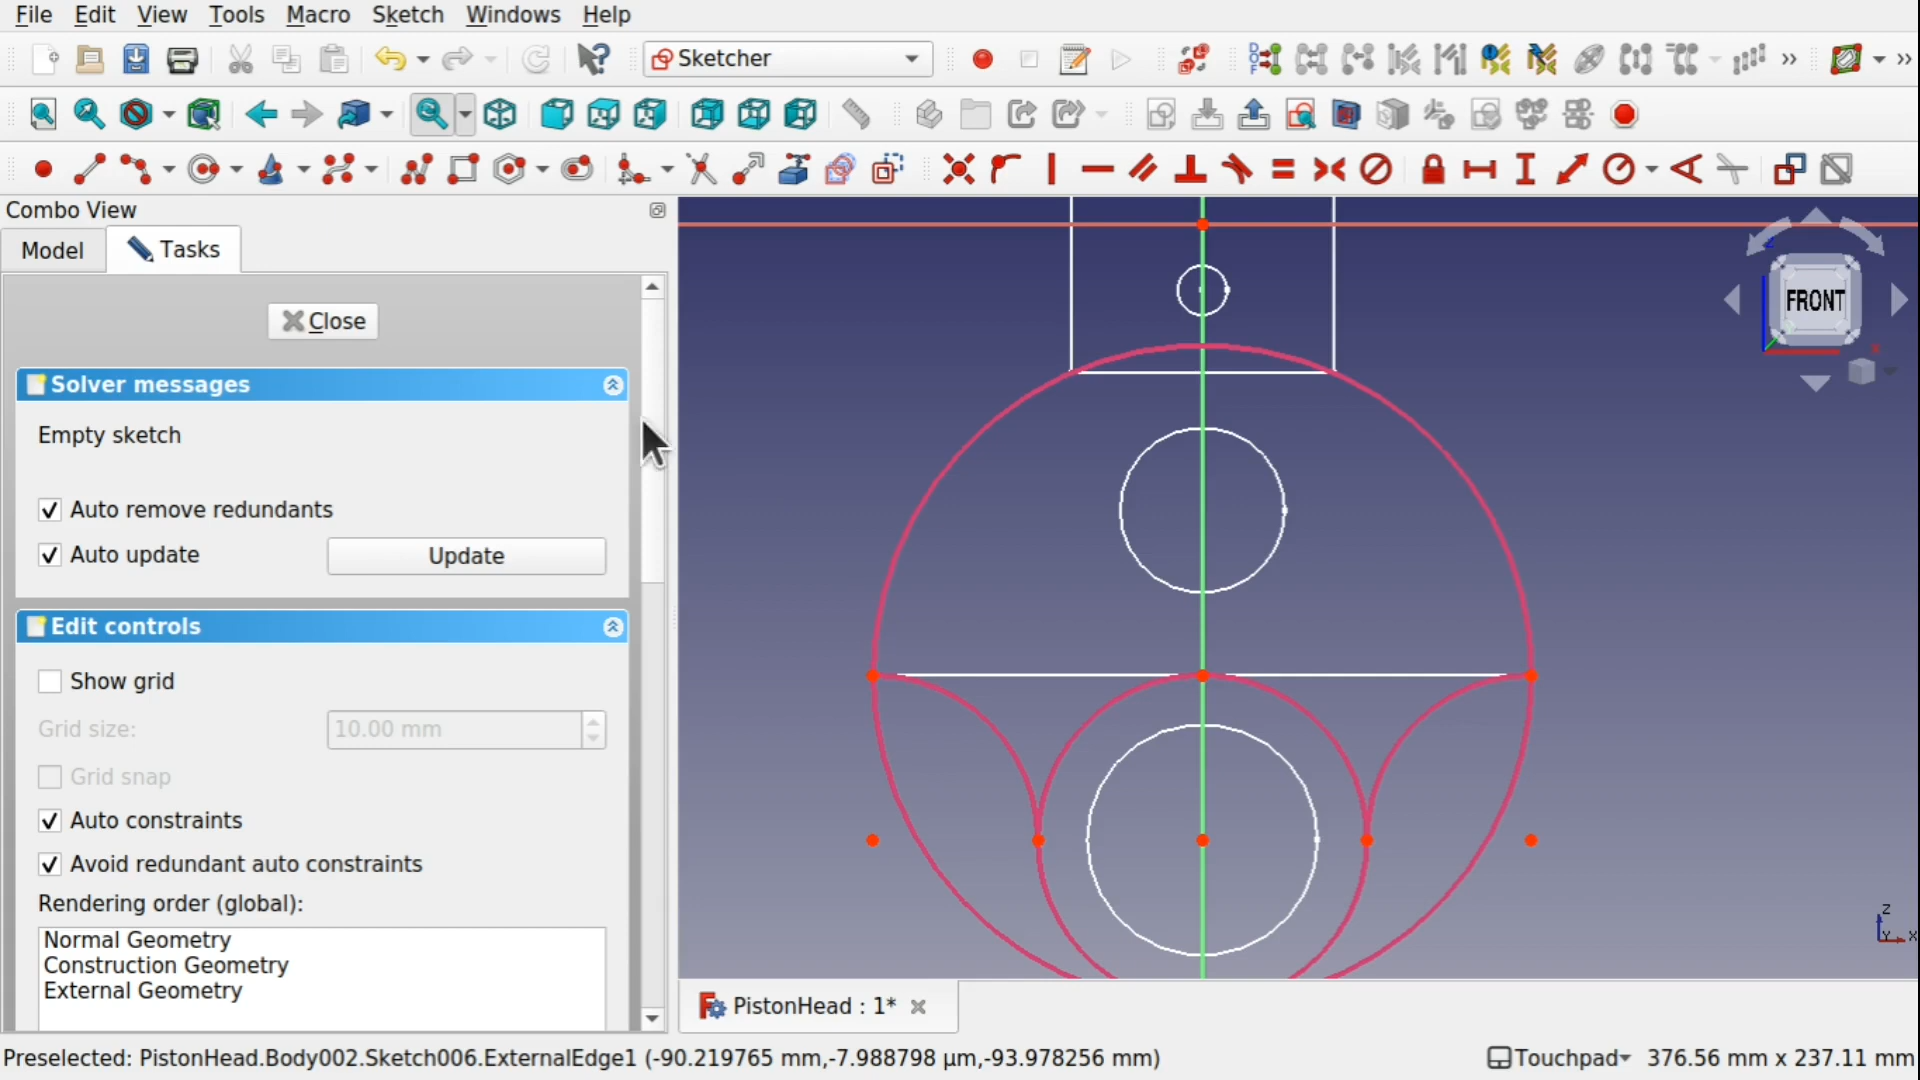 File Edit View Tools Macro Sketch Windows Help
Sketcher
Combo View
Model Tasks
Close
Solver messages
Empty sketch
Auto remove redundants
Auto update Update
Edit controls
Show grid
Grid size: 10.00 mm
Grid snap
Auto constraints
Avoid redundant auto constraints
Rendering order (global):
Normal Geometry
Construction Geometry
External Geometry
FRONT
Z
X
Z
Y X
PistonHead : 1*
Preselected: PistonHead.Body002.Sketch006.ExternalEdge1 (-90.219765 mm,-7.988798 µm,-93.978256 mm)
Touchpad 376.56 mm x 237.11 mm